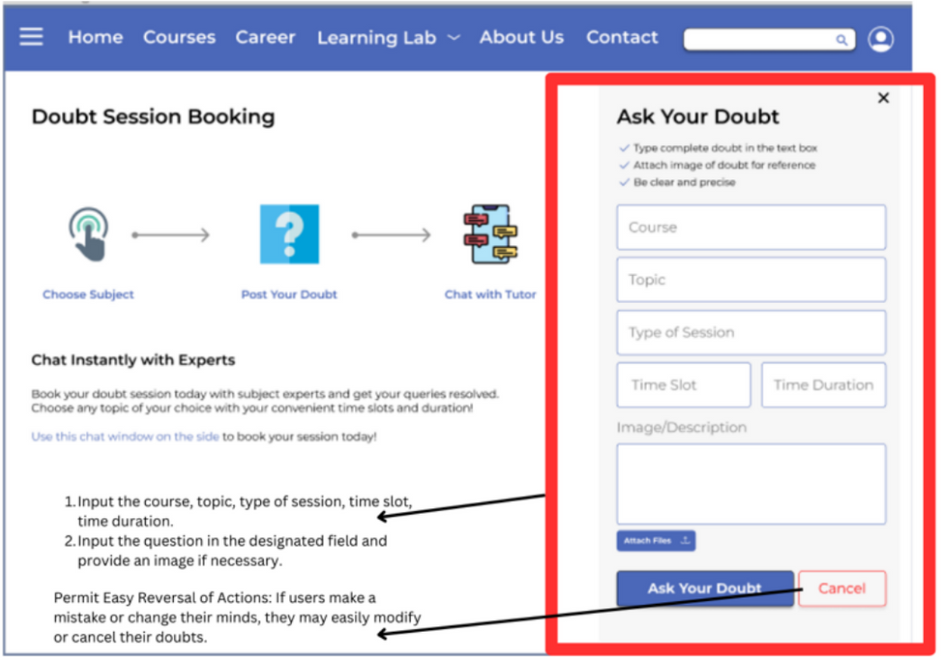 Home Courses Career Learning Lab About Us Contact
Doubt Session Booking
Choose Subject
Post Your Doubt
Chat with Tutor
Chat Instantly with Experts
Book your doubt session today with subject experts and get your queries resolved.
Choose any topic of your choice with your convenient time slots and duration!
Use this chat window on the side to book your session today!
1. Input the course, topic, type of session, time slot,
time duration.
2. Input the question in the designated field and
provide an image if necessary.
Permit Easy Reversal of Actions: If users make a
mistake or change their minds, they may easily modify
or cancel their doubts.
Ask Your Doubt
Type complete doubt in the text box
Attach image of doubt for reference
Be clear and precise
Course
Topic
Type of Session
Time Slot
Time Duration
Image/Description
Attach Files
Ask Your Doubt
Cancel